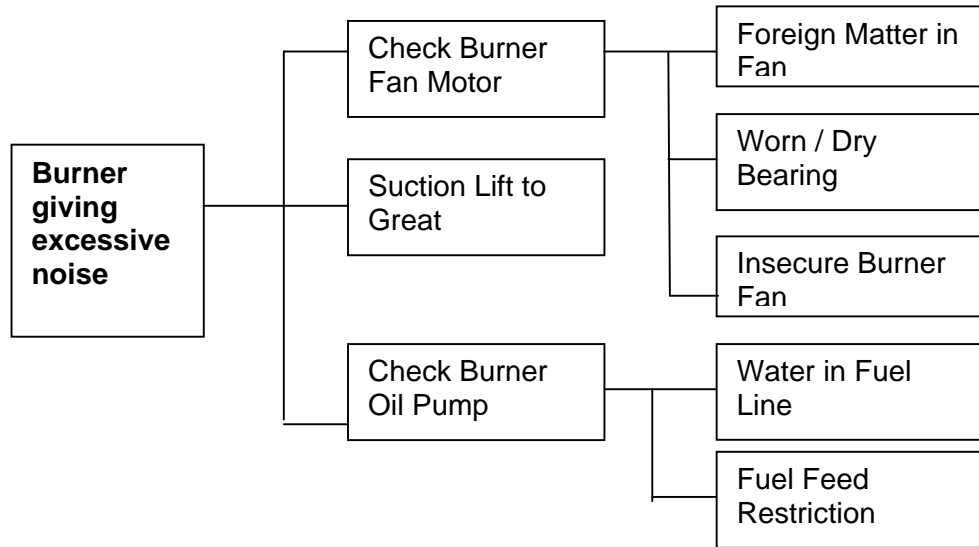 Burner
giving
excessive
noise
Check Burner
Fan Motor
Suction Lift to
Great
Check Burner
Oil Pump
Foreign Matter in
Fan
Worn / Dry
Bearing
Insecure Burner
Fan
Water in Fuel
Line
Fuel Feed
Restriction